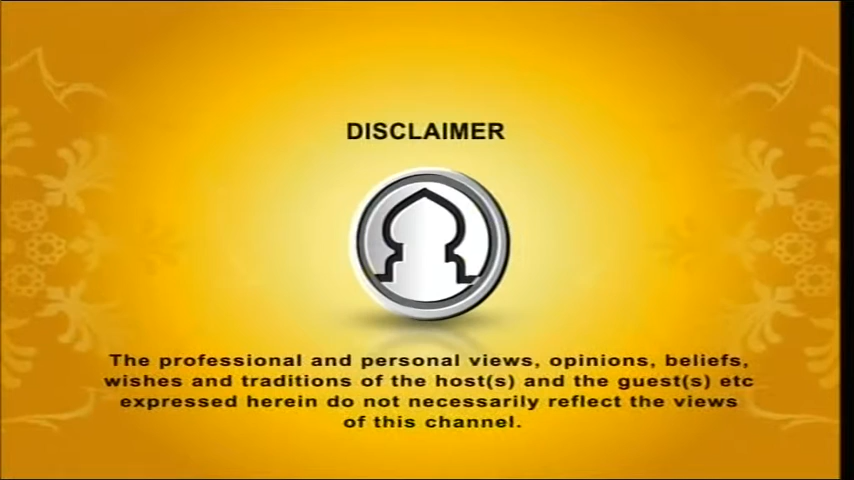 DISCLAIMER
The professional and personal views, opinions, beliefs,
wishes and traditions of the host(s) and the guest(s) etc
expressed herein do not necessarily reflect the views
of this channel.